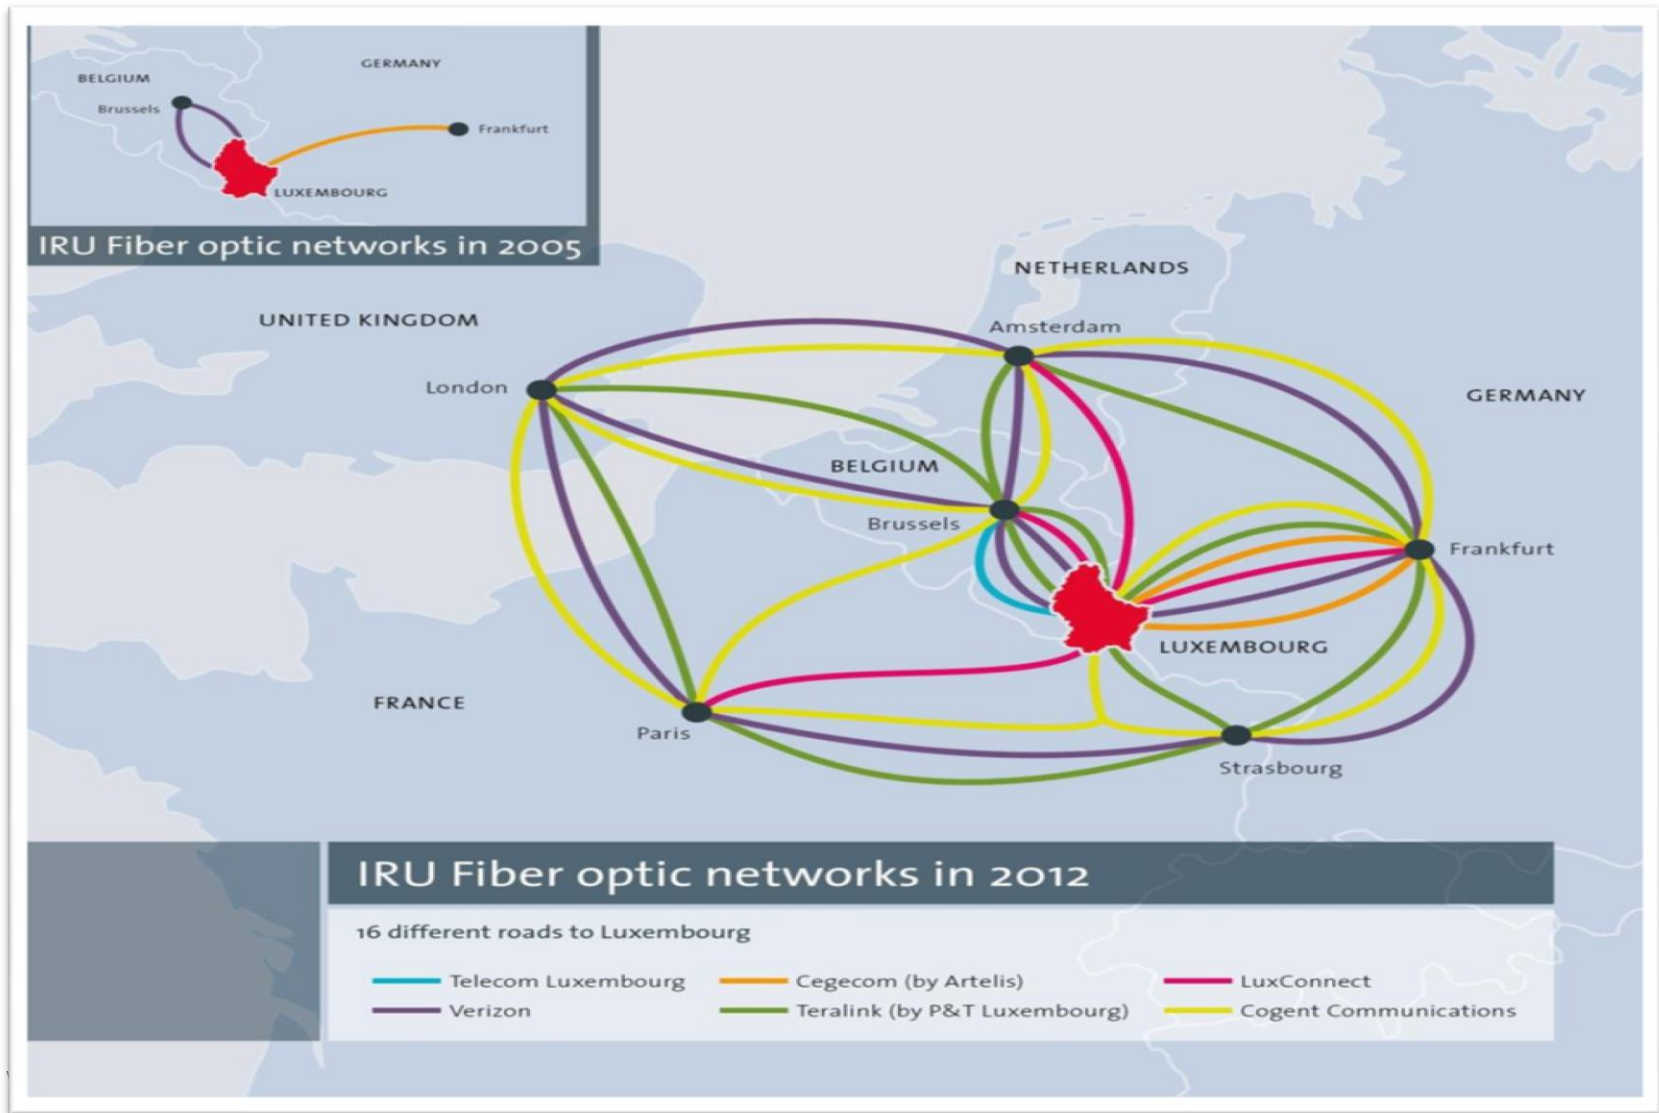 BELGIUM
GERMANY
Brussels
Frankfurt
LUXEMBOURG
IRU Fiber optic networks in 2005
UNITED KINGDOM
NETHERLANDS
Amsterdam
London
GERMANY
BELGIUM
Brussels
Frankfurt
LUXEMBOURG
FRANCE
Paris
Strasbourg
IRU Fiber optic networks in 2012
16 different roads to Luxembourg
Telecom Luxembourg Cegecom (by Artelis) LuxConnect
Verizon Teralink (by P&T Luxembourg) Cogent Communications